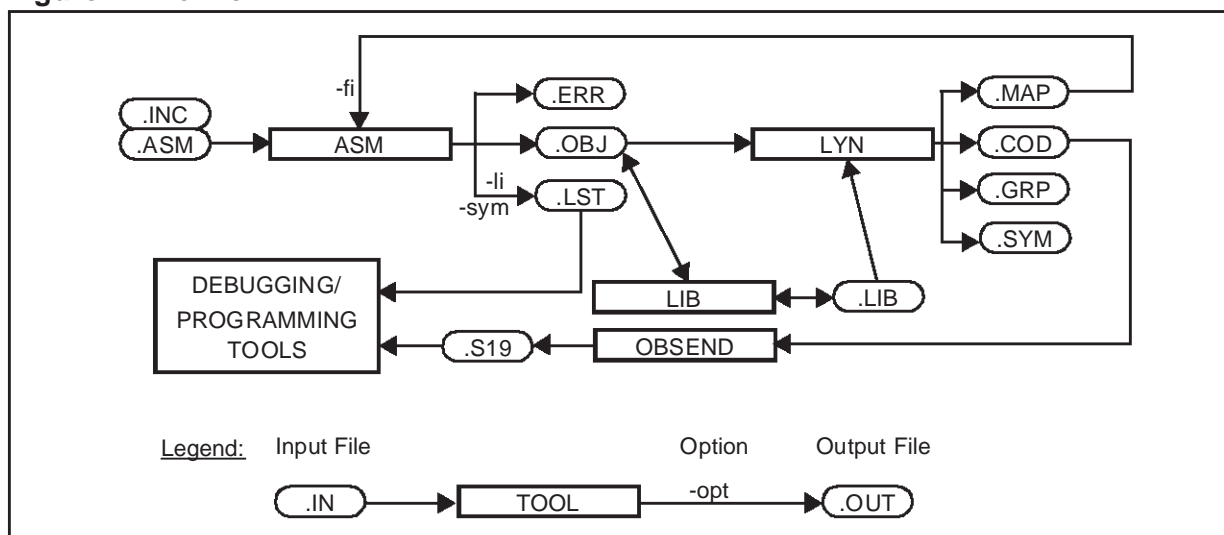 -fi
.INC
.ASM
ASM
.ERR
.OBJ
-li
-sym
.LST
LYN
.MAP
.COD
.GRP
.SYM
DEBUGGING/
PROGRAMMING
TOOLS
LIB
.LIB
.S19
OBSEND
Legend:
Input File
Option
Output File
.IN
TOOL
-opt
.OUT